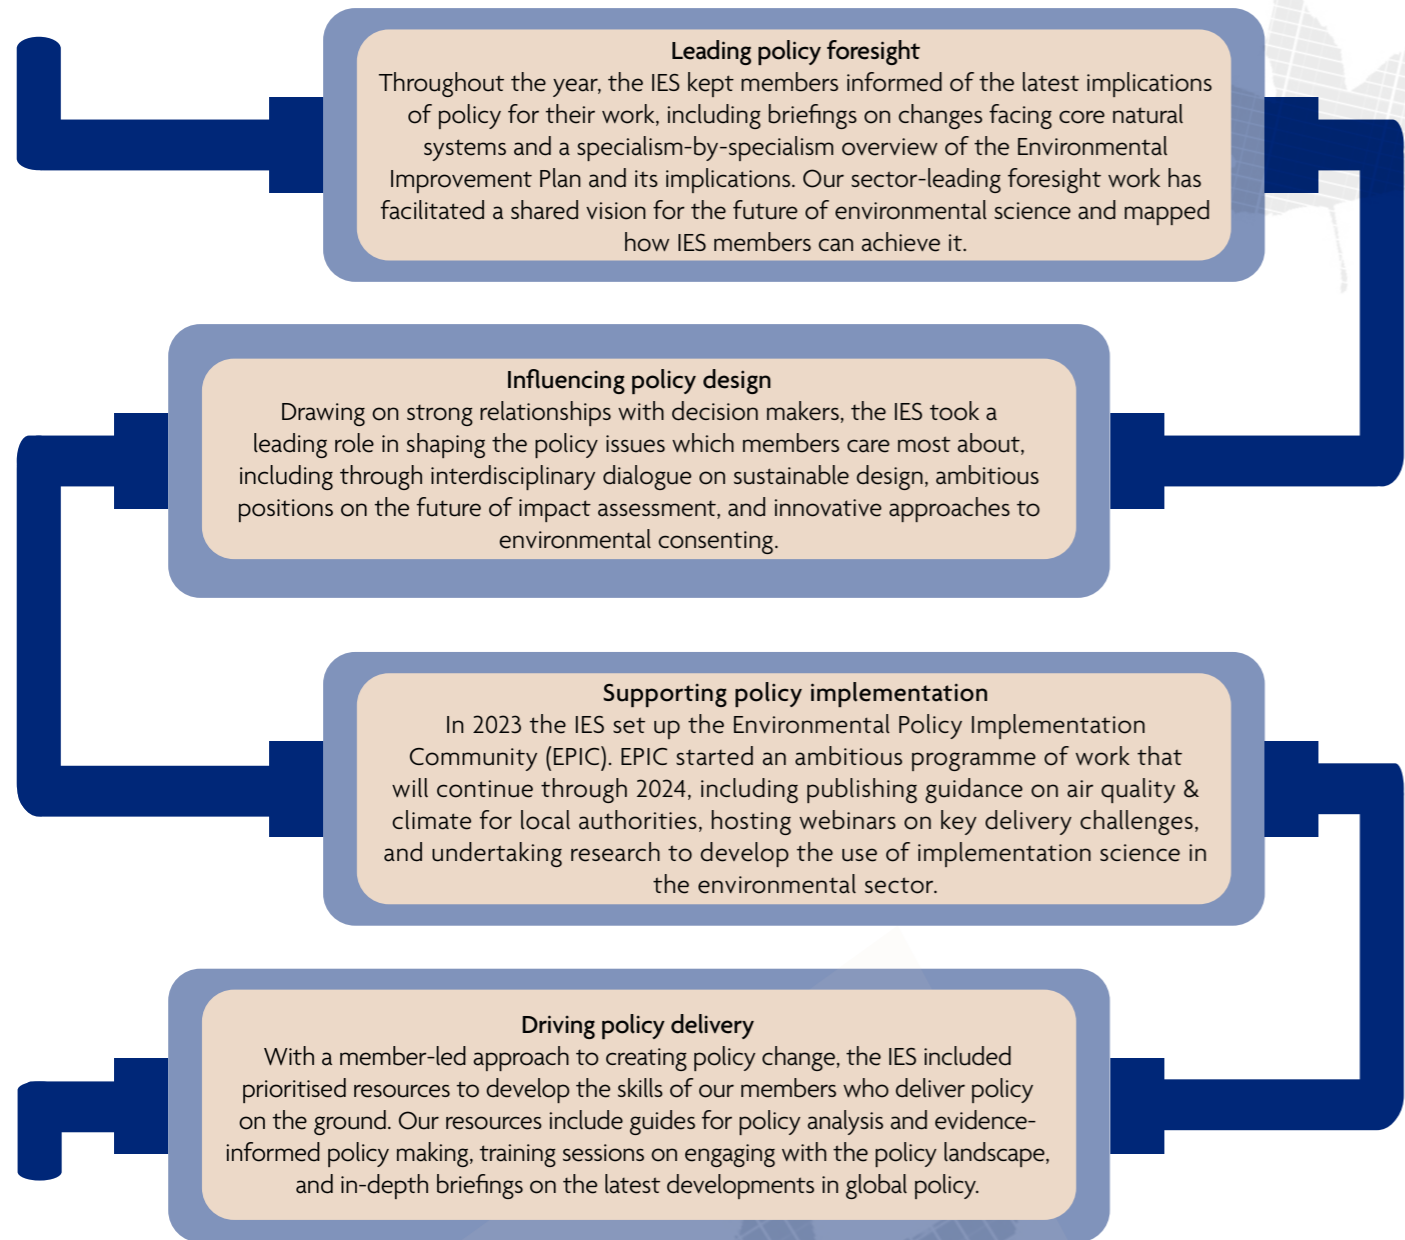 Leading policy foresight
Throughout the year, the IES kept members informed of the latest implications
of policy for their work, including briefings on changes facing core natural
systems and a specialism-by-specialism overview of the Environmental
Improvement Plan and its implications. Our sector-leading foresight work has
facilitated a shared vision for the future of environmental science and mapped
how IES members can achieve it.
Influencing policy design
Drawing on strong relationships with decision makers, the IES took a
leading role in shaping the policy issues which members care most about,
including through interdisciplinary dialogue on sustainable design, ambitious
positions on the future of impact assessment, and innovative approaches to
environmental consenting.
Supporting policy implementation
In 2023 the IES set up the Environmental Policy Implementation
Community (EPIC). EPIC started an ambitious programme of work that
will continue through 2024, including publishing guidance on air quality &
climate for local authorities, hosting webinars on key delivery challenges,
and undertaking research to develop the use of implementation science in
the environmental sector.
Driving policy delivery
With a member-led approach to creating policy change, the IES included
prioritised resources to develop the skills of our members who deliver policy
on the ground. Our resources include guides for policy analysis and evidence-
informed policy making, training sessions on engaging with the policy landscape,
and in-depth briefings on the latest developments in global policy.